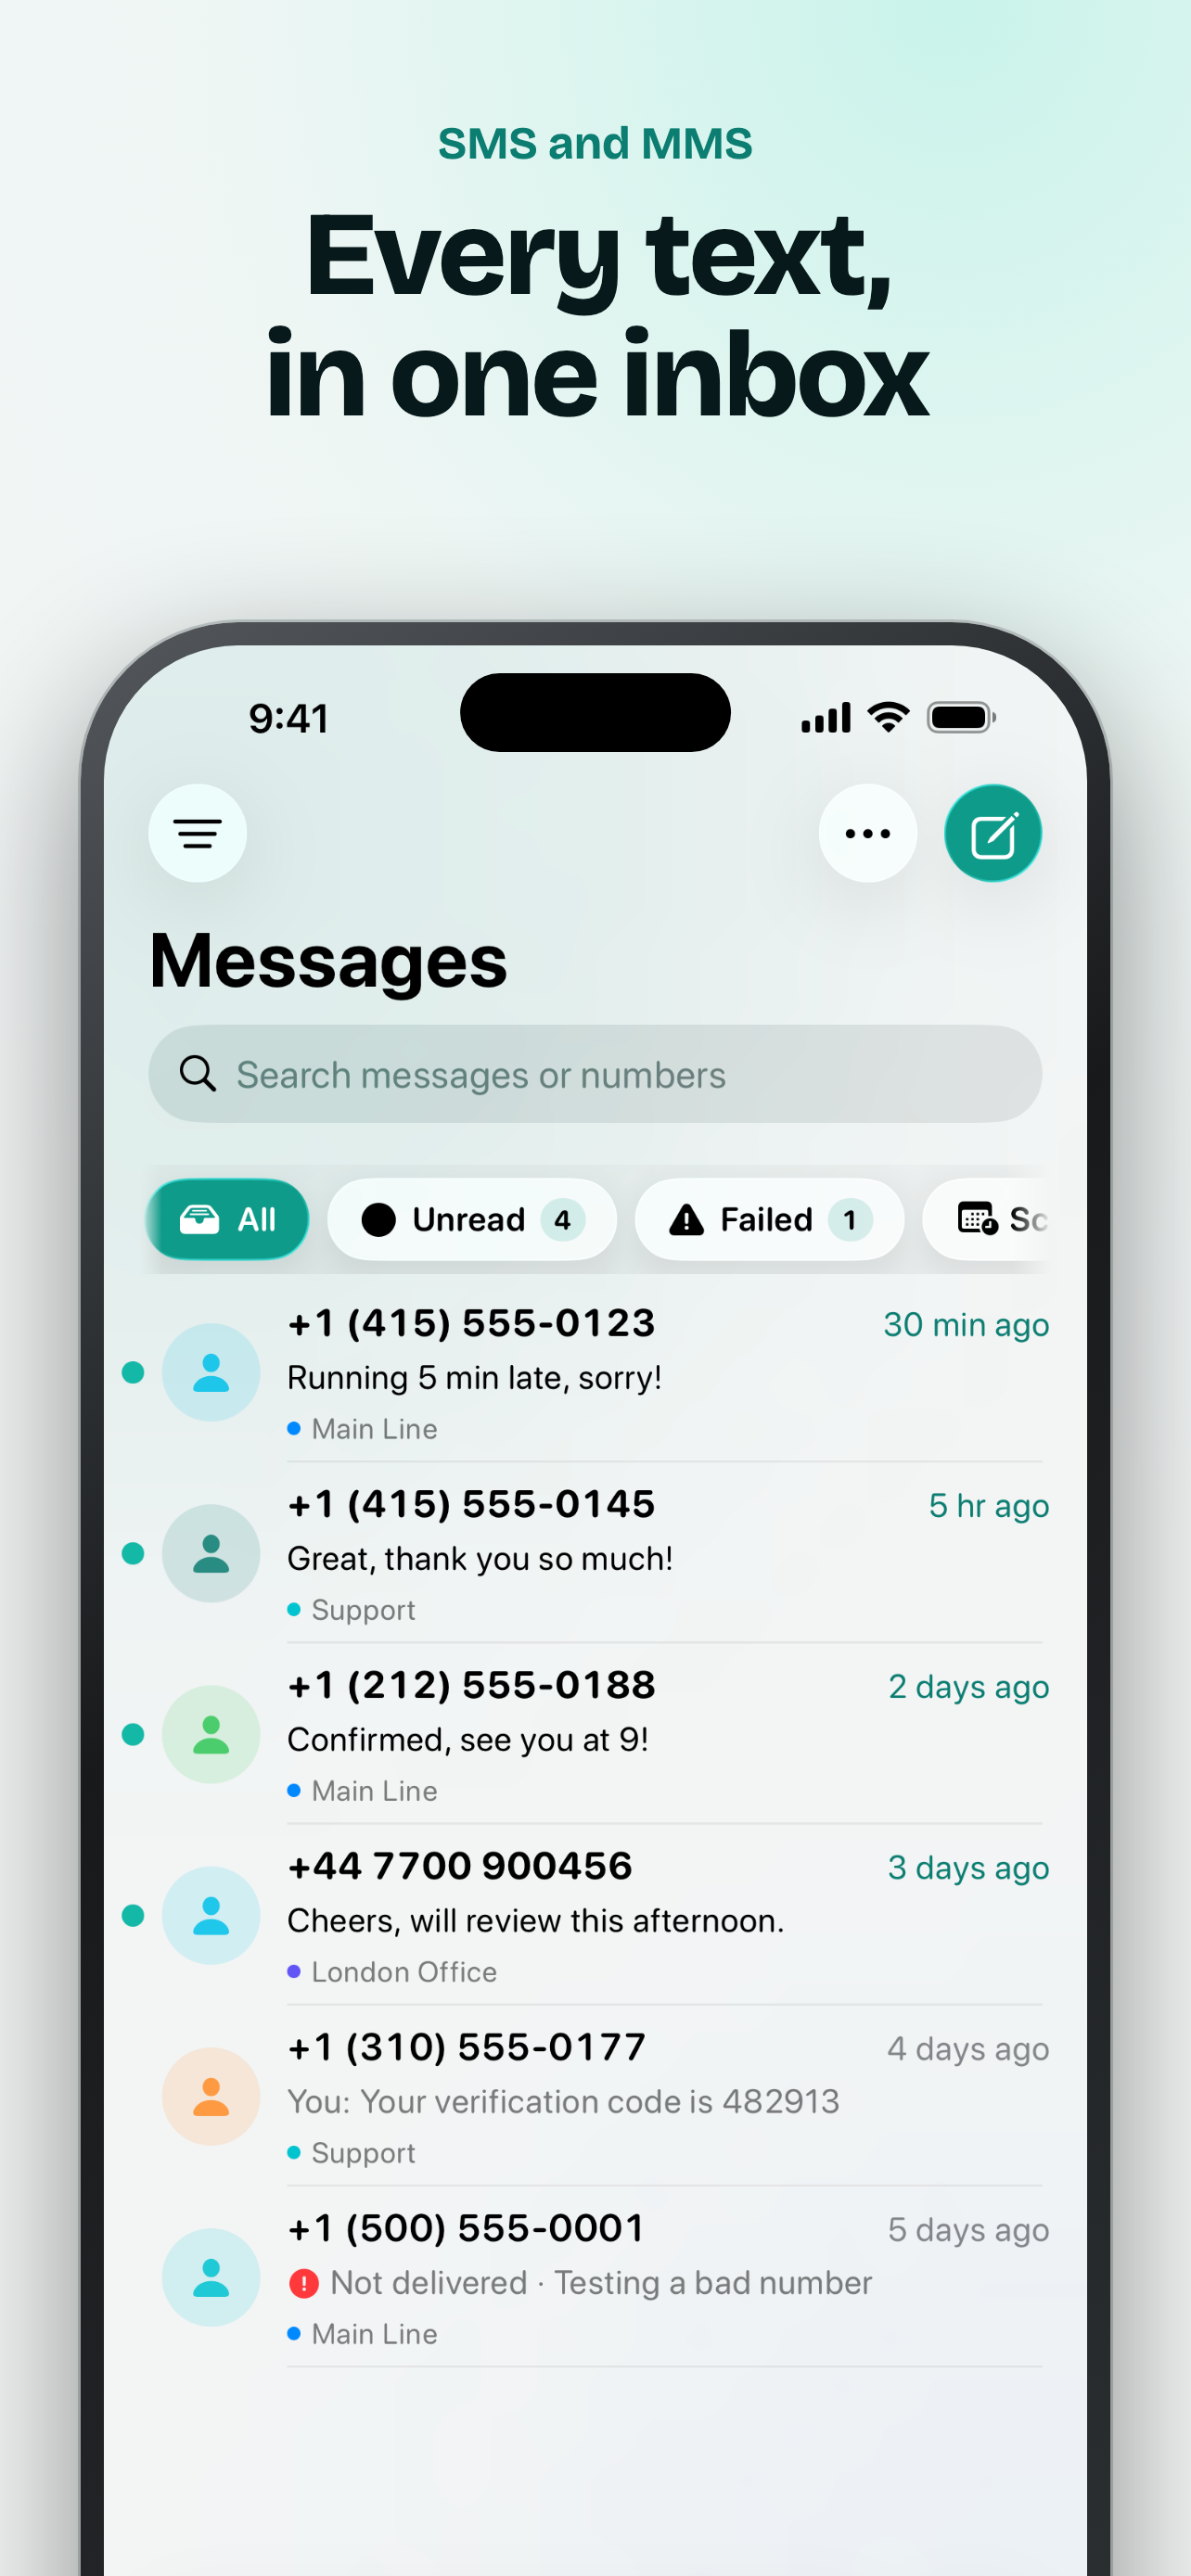 SMS and MMS
Every text,
in one inbox
9:41
Messages
Search messages or numbers
All
Unread 4
Failed 1
Sc
+1 (415) 555-0123
30 min ago
Running 5 min late, sorry!
Main Line
+1 (415) 555-0145
5 hr ago
Great, thank you so much!
Support
+1 (212) 555-0188
2 days ago
Confirmed, see you at 9!
Main Line
+44 7700 900456
3 days ago
Cheers, will review this afternoon.
London Office
+1 (310) 555-0177
4 days ago
You: Your verification code is 482913
Support
+1 (500) 555-0001
5 days ago
Not delivered · Testing a bad number
Main Line